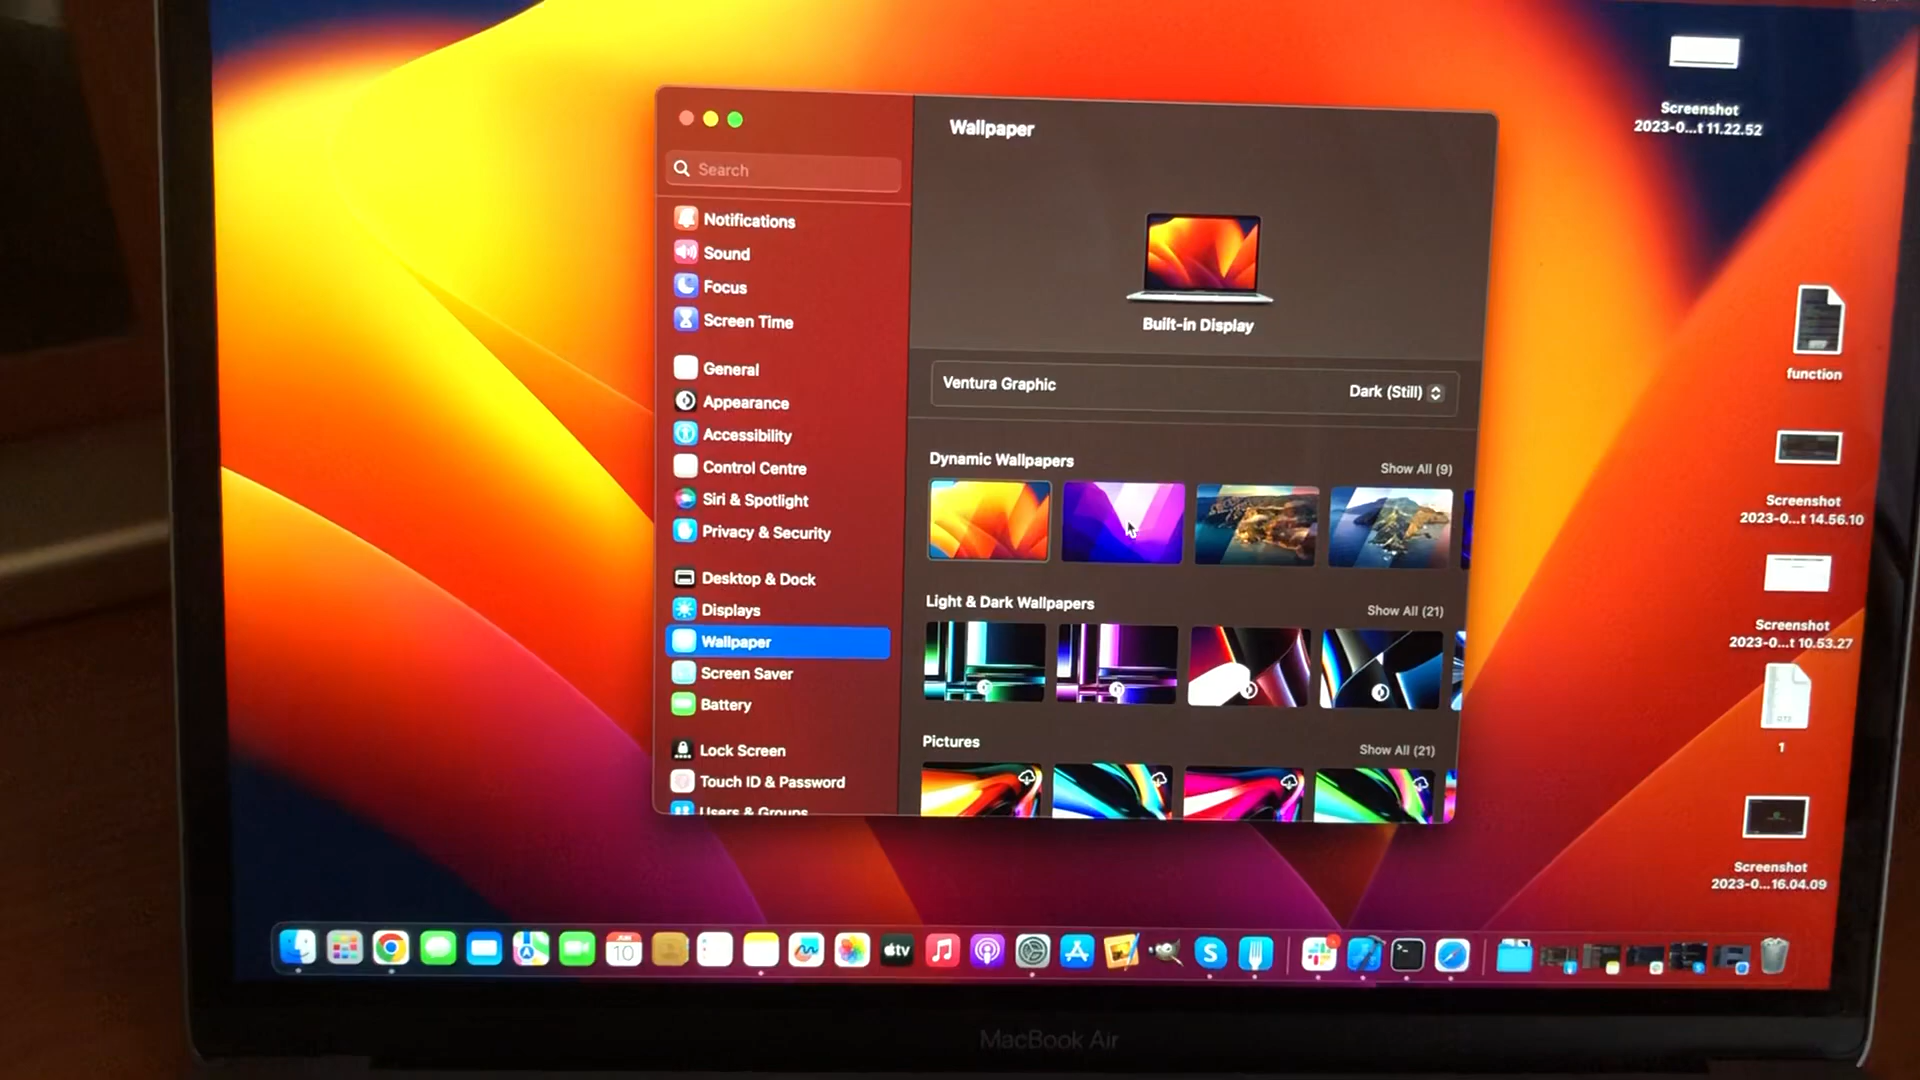 Wallpaper
Search
Notifications
Sound
Focus
Screen Time
General
Appearance
Accessibility
Control Centre
Siri & Spotlight
Privacy & Security
Desktop & Dock
Displays
Wallpaper
Screen Saver
Battery
Lock Screen
Touch ID & Password
Users & Groups
Built-in Display
Ventura Graphic
Dark (Still)
Dynamic Wallpapers
Show All (9)
Light & Dark Wallpapers
Show All (21)
Pictures
Show All (21)
Screenshot
2023-0...t 11.22.52
function
Screenshot
2023-0...t 14.56.10
Screenshot
2023-0...t 10.53.27
1
Screenshot
2023-0...16.04.09
10
tv
MacBook Air